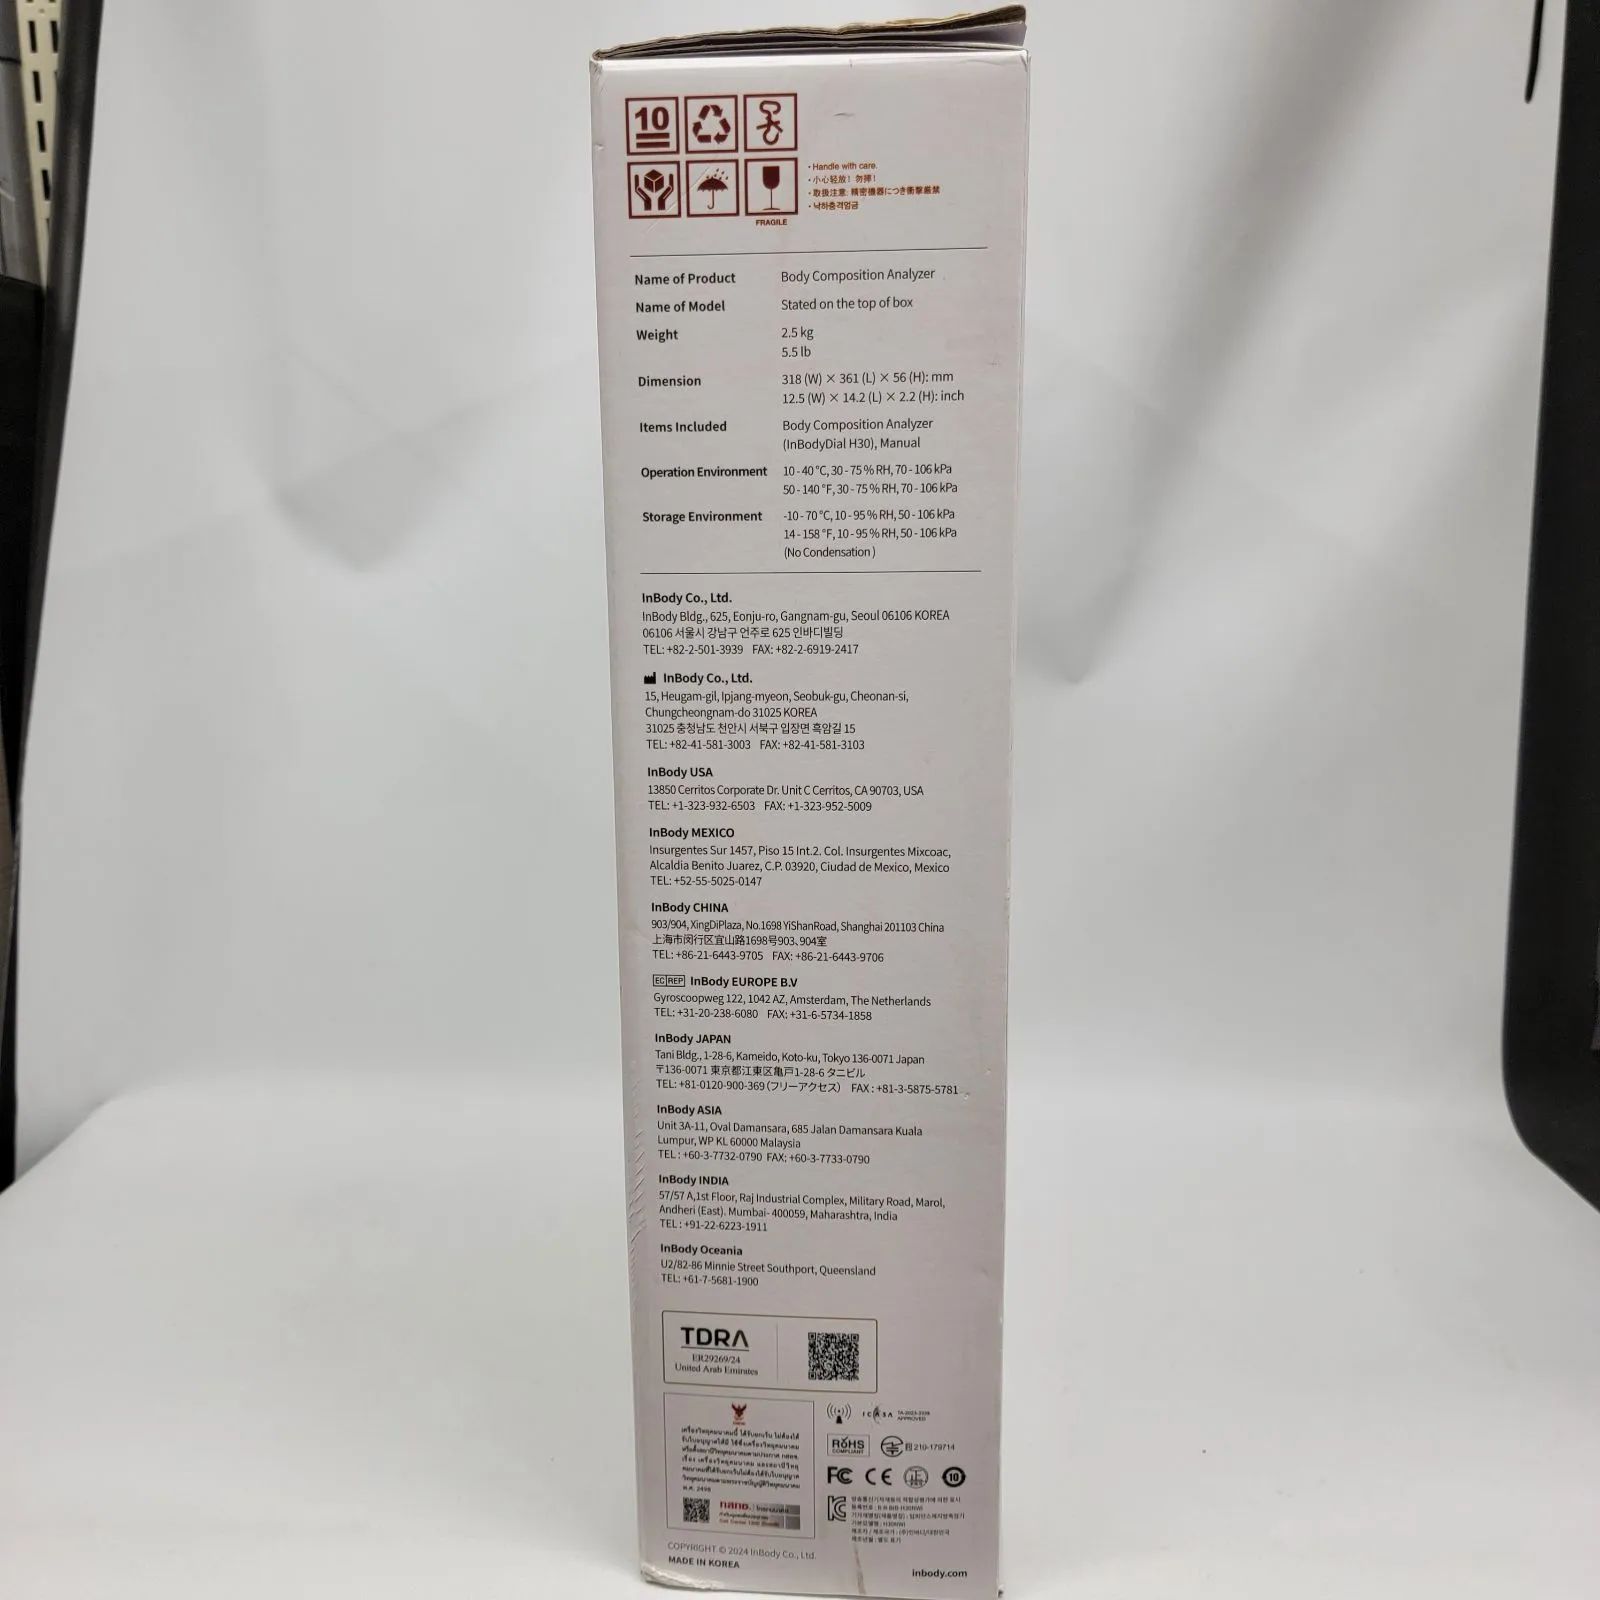 10
FRAGILE
· Handle with care.
· 小心轻放! 勿摔!
· 取扱注意: 精密機器につき衝撃厳禁
· 낙하충격엄금
Name of Product Body Composition Analyzer
Name of Model Stated on the top of box
Weight 2.5 kg
5.5 lb
Dimension 318 (W) × 361 (L) × 56 (H): mm
12.5 (W) × 14.2 (L) × 2.2 (H): inch
Items Included Body Composition Analyzer
(InBodyDial H30), Manual
Operation Environment 10 - 40 °C, 30 - 75 % RH, 70 - 106 kPa
50 - 140 °F, 30 - 75 % RH, 70 - 106 kPa
Storage Environment -10 - 70 °C, 10 - 95 % RH, 50 - 106 kPa
14 - 158 °F, 10 - 95 % RH, 50 - 106 kPa
(No Condensation )
InBody Co., Ltd.
InBody Bldg., 625, Eonju-ro, Gangnam-gu, Seoul 06106 KOREA
06106 서울시 강남구 언주로 625 인바디빌딩
TEL: +82-2-501-3939 FAX: +82-2-6919-2417
InBody Co., Ltd.
15, Heugam-gil, Ipjang-myeon, Seobuk-gu, Cheonan-si,
Chungcheongnam-do 31025 KOREA
31025 충청남도 천안시 서북구 입장면 흑암길 15
TEL: +82-41-581-3003 FAX: +82-41-581-3103
InBody USA
13850 Cerritos Corporate Dr. Unit C Cerritos, CA 90703, USA
TEL: +1-323-932-6503 FAX: +1-323-952-5009
InBody MEXICO
Insurgentes Sur 1457, Piso 15 Int.2. Col. Insurgentes Mixcoac,
Alcaldia Benito Juarez, C.P. 03920, Ciudad de Mexico, Mexico
TEL: +52-55-5025-0147
InBody CHINA
903/904, XingDiPlaza, No.1698 YiShanRoad, Shanghai 201103 China
上海市闵行区宜山路1698号903、904室
TEL: +86-21-6443-9705 FAX: +86-21-6443-9706
EC REP InBody EUROPE B.V
Gyroscoopweg 122, 1042 AZ, Amsterdam, The Netherlands
TEL: +31-20-238-6080 FAX: +31-6-5734-1858
InBody JAPAN
Tani Bldg., 1-28-6, Kameido, Koto-ku, Tokyo 136-0071 Japan
〒136-0071 東京都江東区亀戸1-28-6 タニビル
TEL: +81-0120-900-369 (フリーアクセス) FAX : +81-3-5875-5781
InBody ASIA
Unit 3A-11, Oval Damansara, 685 Jalan Damansara Kuala
Lumpur, WP KL 60000 Malaysia
TEL : +60-3-7732-0790 FAX: +60-3-7733-0790
InBody INDIA
57/57 A,1st Floor, Raj Industrial Complex, Military Road, Marol,
Andheri (East). Mumbai- 400059, Maharashtra, India
TEL : +91-22-6223-1911
InBody Oceania
U2/82-86 Minnie Street Southport, Queensland
TEL: +61-7-5681-1900
TDRA
ER29269/24
United Arab Emirates
ICASA
APPROVED
RoHS
COMPLIANT
210-179714
FC CE 10
พ.ศ. 2498
กสทช.
COPYRIGHT © 2024 InBody Co., Ltd.
MADE IN KOREA
inbody.com